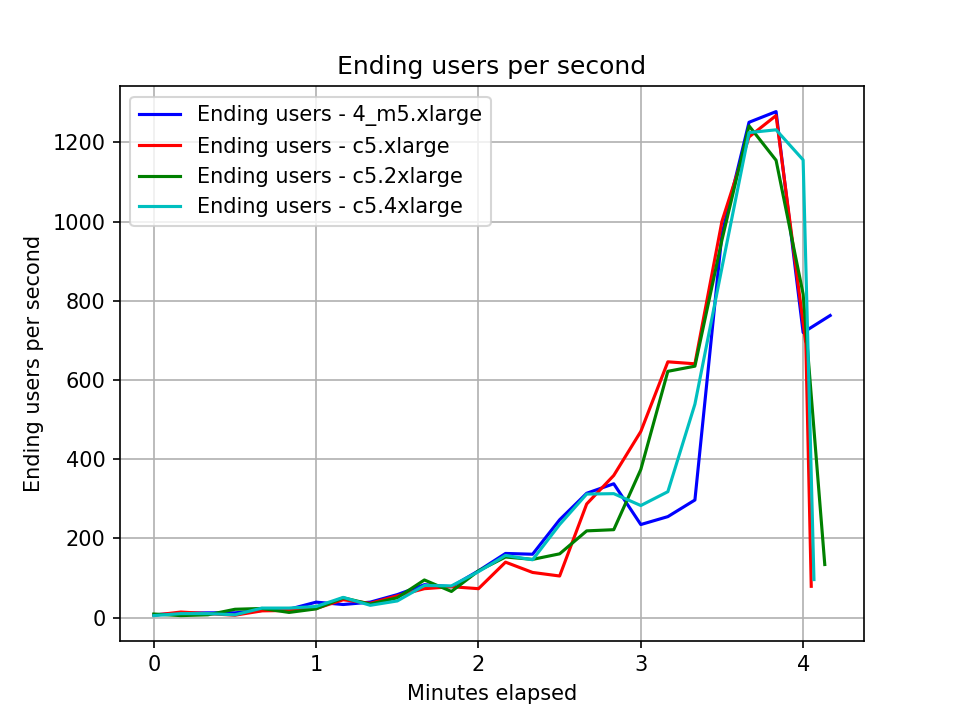 Ending users per second
Ending users - 4_m5.xlarge
Ending users - c5.xlarge
Ending users - c5.2xlarge
Ending users - c5.4xlarge
Ending users per second
1200
1000
800
600
400
200
0
0 1 2 3 4
Minutes elapsed